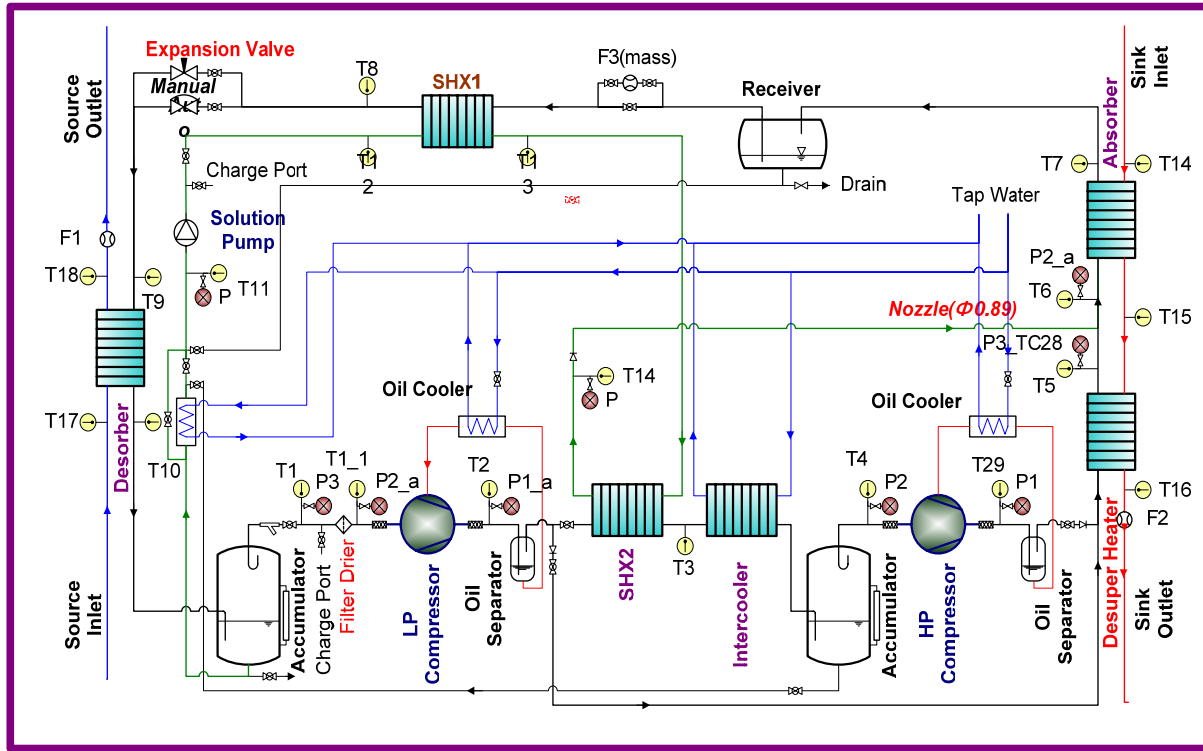 Expansion Valve
Manual
Source
Outlet
T8
SHX1
F3(mass)
Receiver
Sink
Inlet
Absorber
T7
T14
Charge Port
T1
2
T1
3
Drain
Tap Water
Solution
Pump
F1
T18
T9
P
T11
P2_a
T6
Nozzle(Φ0.89)
T15
P3_TC28
T5
T14
P
Oil Cooler
Oil Cooler
T17
T10
Desorber
T1
P3
T1_1
P2_a
T2
P1_a
T4
P2
T29
P1
T16
F2
Source
Inlet
Accumulator
Charge Port
Filter Drier
LP
Compressor
Oil
Separator
SHX2
T3
Intercooler
Accumulator
HP
Compressor
Oil
Separator
Desuper Heater
Sink
Outlet